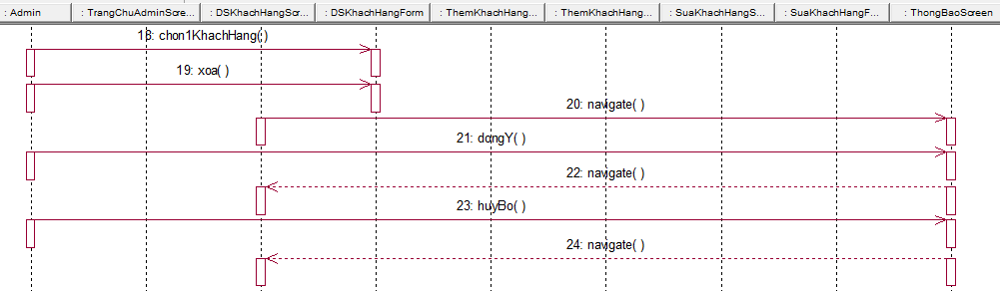 : Admin
: TrangChuAdminScre...
: DSKhachHangScr...
: DSKhachHangForm
: ThemKhachHang...
: ThemKhachHang...
: SuaKhachHangS...
: SuaKhachHangF...
: ThongBaoScreen
18: chon1KhachHang( )
19: xoa( )
20: navigate( )
21: dongY( )
22: navigate( )
23: huyBo( )
24: navigate( )